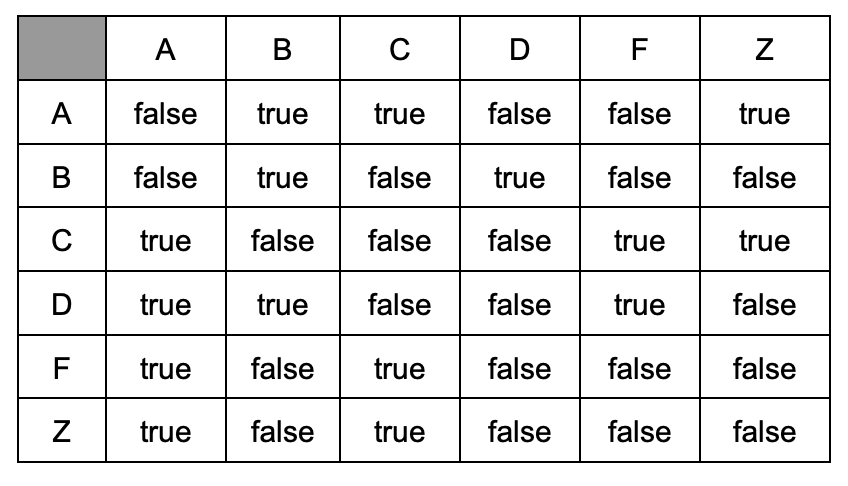 A B C D F Z
A false true true false false true
B false true false true false false
C true false false false true true
D true true false false true false
F true false true false false false
Z true false true false false false